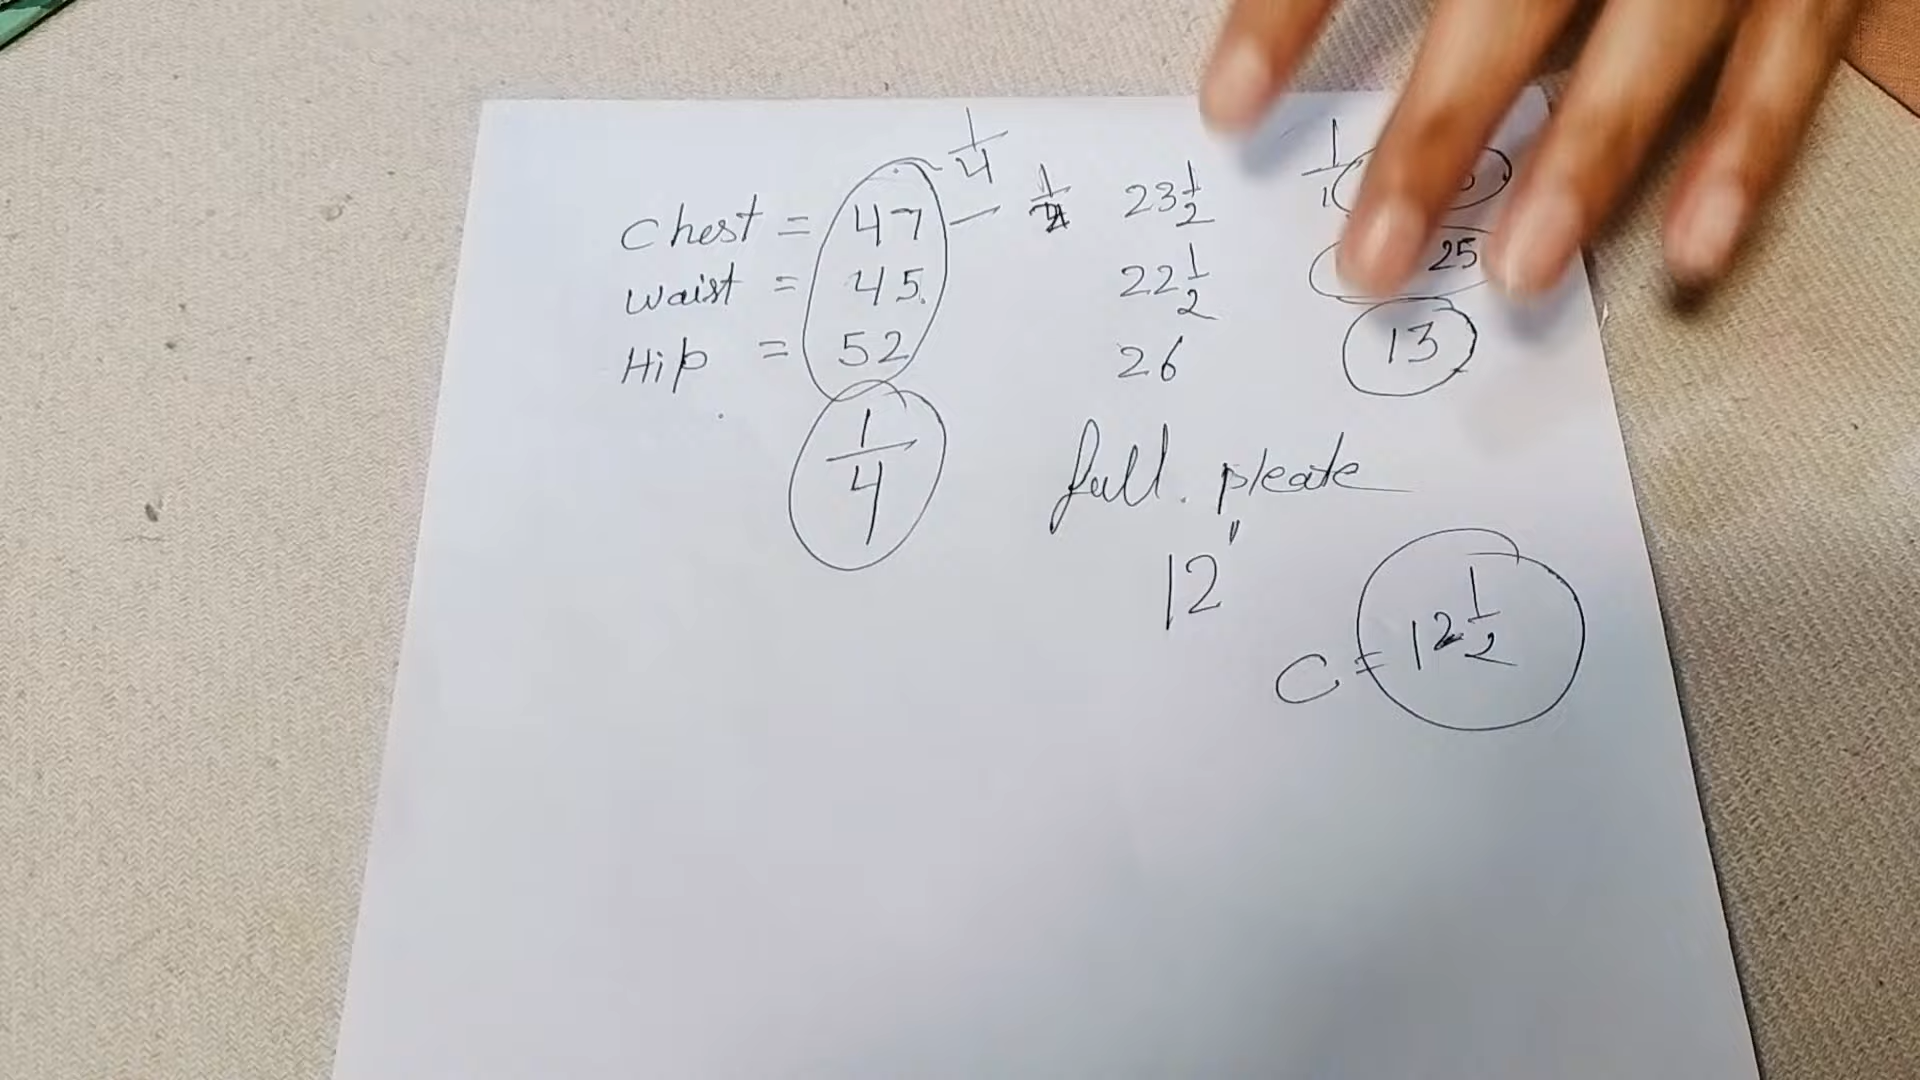 1/4
Chest = 47 — 1/2 23 1/2
Waist = 45 22 1/2 25
Hip = 52 26 13
1/4
full. pleate
12"
C = 12 1/2